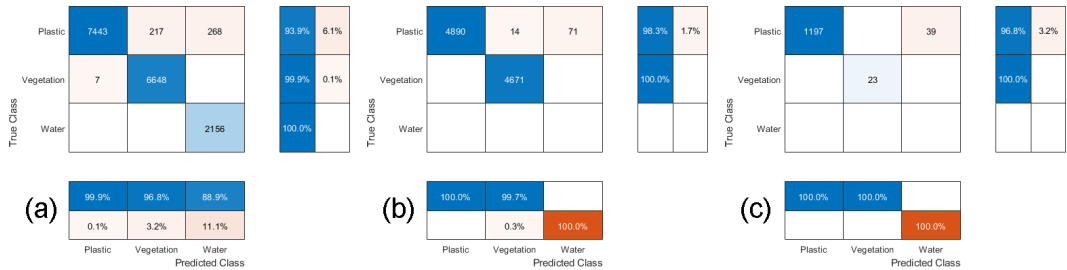 Plastic 7443 217 268 93.9% 6.1%
Vegetation 7 6648 99.9% 0.1%
Water 2156 100.0%
True Class
99.9% 96.8% 88.9%
0.1% 3.2% 11.1%
Plastic Vegetation Water
Predicted Class
(a)
Plastic 4890 14 71 98.3% 1.7%
Vegetation 4671 100.0%
Water
True Class
100.0% 99.7%
0.3% 100.0%
Plastic Vegetation Water
Predicted Class
(b)
Plastic 1197 39 96.8% 3.2%
Vegetation 23 100.0%
Water
True Class
100.0% 100.0%
100.0%
Plastic Vegetation Water
Predicted Class
(c)